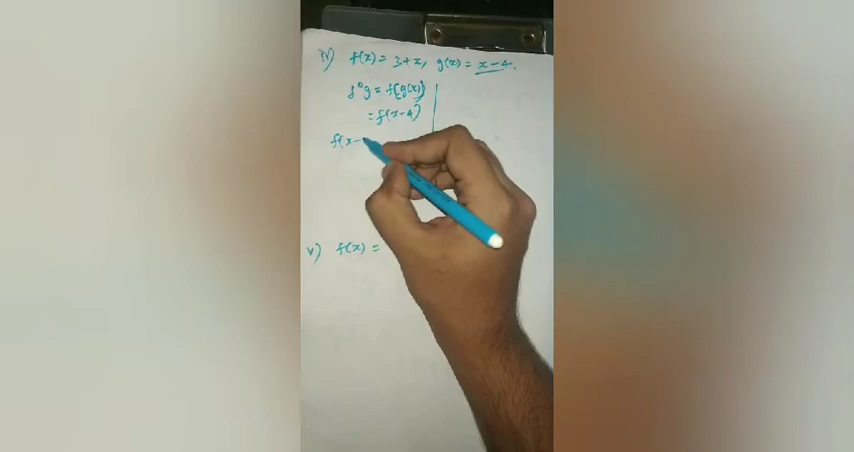 iv) f(x) = 3+x, g(x) = x-4.
f°g = f(g(x))
= f(x-4)
f(x-
v) f(x) =